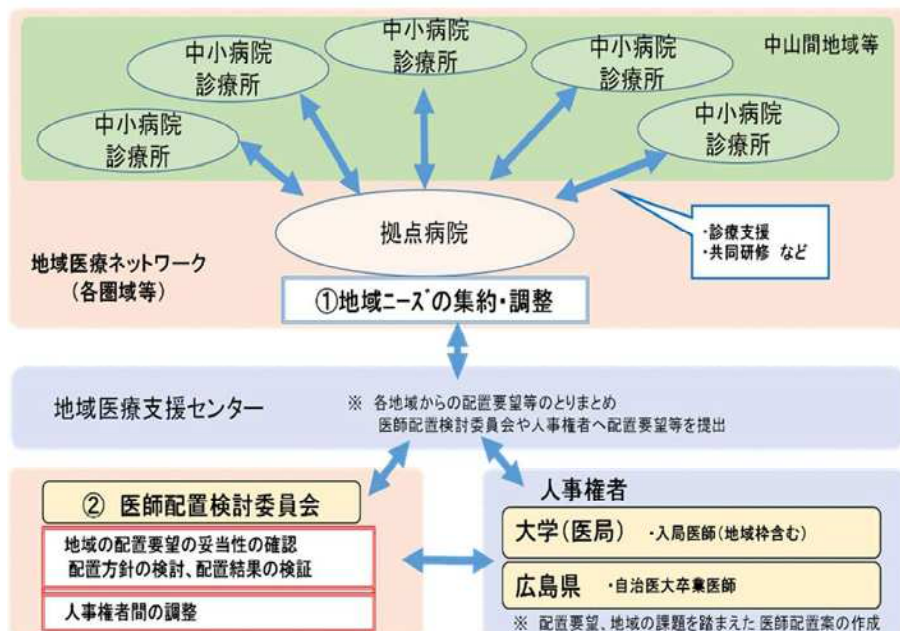 中小病院
診療所
中小病院
診療所
中小病院
診療所
中小病院
診療所
中小病院
診療所
中山間地域等
拠点病院
・診療支援
・共同研修 など
地域医療ネットワーク
(各圏域等)
①地域ニーズの集約・調整
地域医療支援センター
※ 各地域からの配置要望等のとりまとめ
医師配置検討委員会や人事権者へ配置要望等を提出
② 医師配置検討委員会
地域の配置要望の妥当性の確認
配置方針の検討、配置結果の検証
人事権者間の調整
人事権者
大学(医局) ・入局医師(地域枠含む)
広島県 ・自治医大卒業医師
※ 配置要望、地域の課題を踏まえた医師配置案の作成